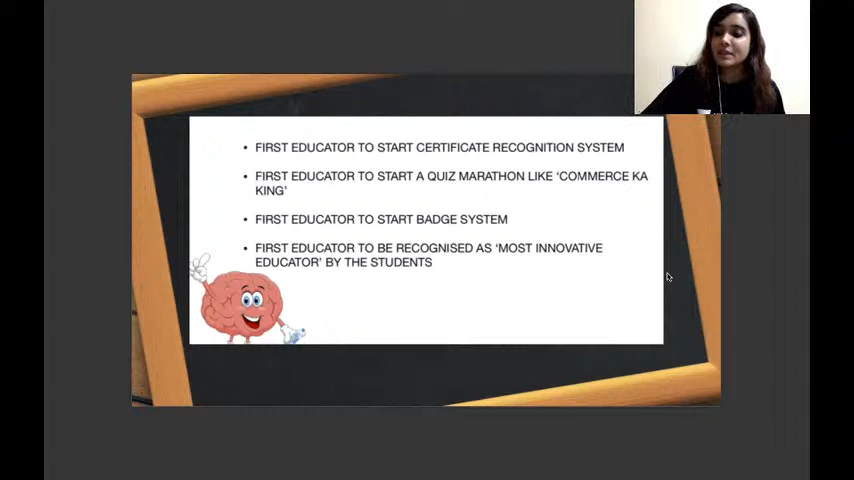 • FIRST EDUCATOR TO START CERTIFICATE RECOGNITION SYSTEM
• FIRST EDUCATOR TO START A QUIZ MARATHON LIKE ‘COMMERCE KA
KING’
• FIRST EDUCATOR TO START BADGE SYSTEM
• FIRST EDUCATOR TO BE RECOGNISED AS ‘MOST INNOVATIVE
EDUCATOR’ BY THE STUDENTS